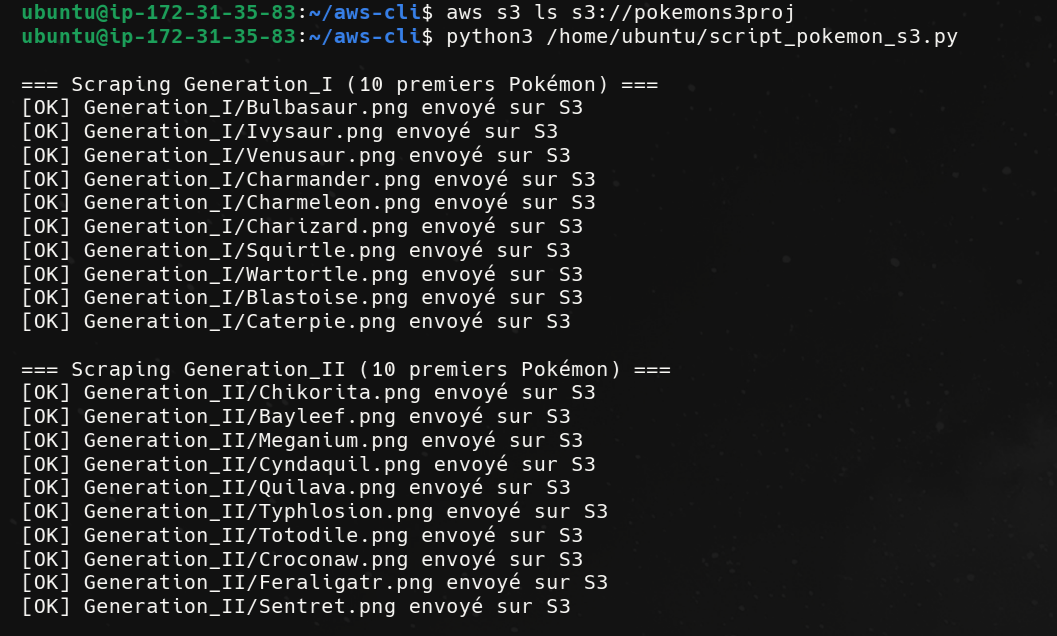 ubuntu@ip-172-31-35-83:~/aws-cli$ aws s3 ls s3://pokemons3proj
ubuntu@ip-172-31-35-83:~/aws-cli$ python3 /home/ubuntu/script_pokemon_s3.py
=== Scraping Generation_I (10 premiers Pokémon) ===
[OK] Generation_I/Bulbasaur.png envoyé sur S3
[OK] Generation_I/Ivysaur.png envoyé sur S3
[OK] Generation_I/Venusaur.png envoyé sur S3
[OK] Generation_I/Charmander.png envoyé sur S3
[OK] Generation_I/Charmeleon.png envoyé sur S3
[OK] Generation_I/Charizard.png envoyé sur S3
[OK] Generation_I/Squirtle.png envoyé sur S3
[OK] Generation_I/Wartortle.png envoyé sur S3
[OK] Generation_I/Blastoise.png envoyé sur S3
[OK] Generation_I/Caterpie.png envoyé sur S3
=== Scraping Generation_II (10 premiers Pokémon) ===
[OK] Generation_II/Chikorita.png envoyé sur S3
[OK] Generation_II/Bayleef.png envoyé sur S3
[OK] Generation_II/Meganium.png envoyé sur S3
[OK] Generation_II/Cyndaquil.png envoyé sur S3
[OK] Generation_II/Quilava.png envoyé sur S3
[OK] Generation_II/Typhlosion.png envoyé sur S3
[OK] Generation_II/Totodile.png envoyé sur S3
[OK] Generation_II/Croconaw.png envoyé sur S3
[OK] Generation_II/Feraligatr.png envoyé sur S3
[OK] Generation_II/Sentret.png envoyé sur S3